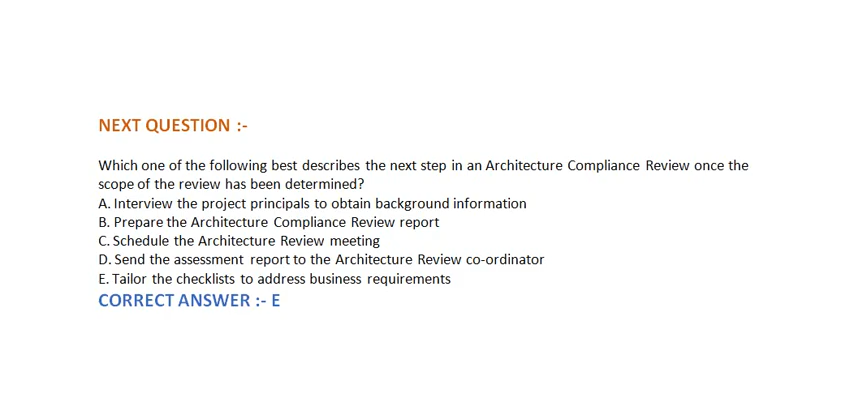 NEXT QUESTION :-
Which one of the following best describes the next step in an Architecture Compliance Review once the
scope of the review has been determined?
A. Interview the project principals to obtain background information
B. Prepare the Architecture Compliance Review report
C. Schedule the Architecture Review meeting
D. Send the assessment report to the Architecture Review co-ordinator
E. Tailor the checklists to address business requirements
CORRECT ANSWER :- E